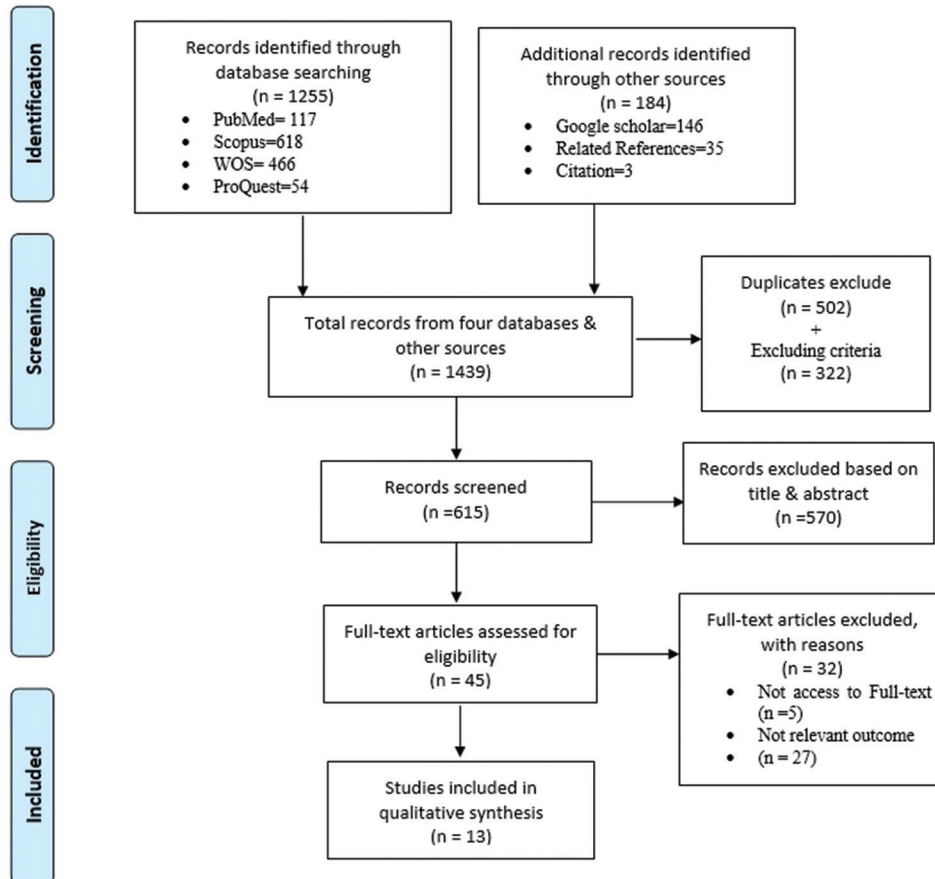 Identification
Records identified through
database searching
(n = 1255)
• PubMed= 117
• Scopus=618
• WOS= 466
• ProQuest=54
Additional records identified
through other sources
(n = 184)
• Google scholar=146
• Related References=35
• Citation=3
Screening
Total records from four databases &
other sources
(n = 1439)
Duplicates exclude
(n = 502)
+
Excluding criteria
(n = 322)
Eligibility
Records screened
(n =615)
Records excluded based on
title & abstract
(n =570)
Full-text articles assessed for
eligibility
(n = 45)
Full-text articles excluded,
with reasons
(n = 32)
• Not access to Full-text
(n =5)
• Not relevant outcome
• (n = 27)
Included
Studies included in
qualitative synthesis
(n = 13)